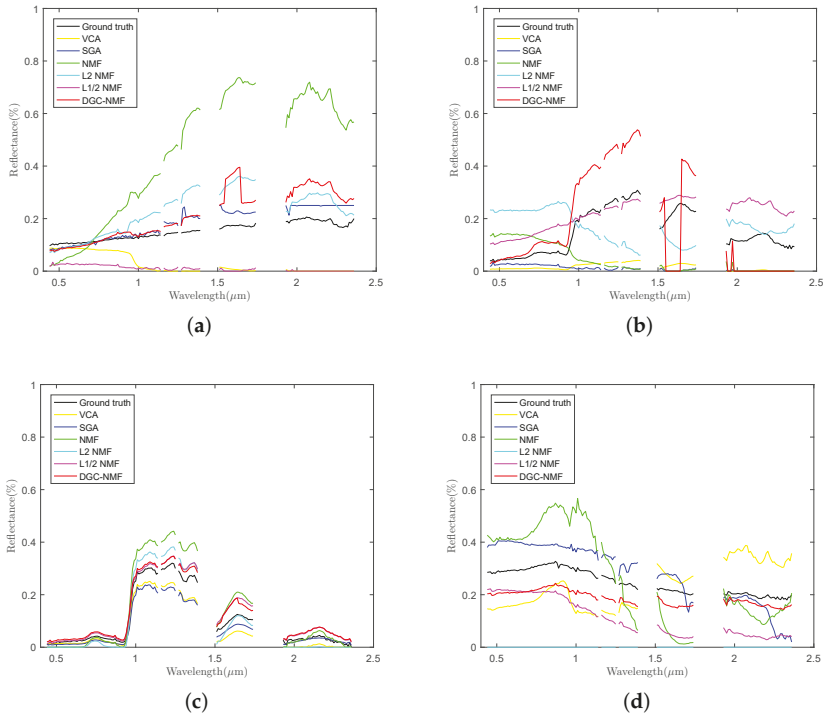 1
0.8
0.6
0.4
0.2
0
Reflectance(%)
Ground truth
VCA
SGA
NMF
L2 NMF
L1/2 NMF
DGC-NMF
0.5 1 1.5 2 2.5
Wavelength(μm)
(a)
1
0.8
0.6
0.4
0.2
0
Reflectance(%)
Ground truth
VCA
SGA
NMF
L2 NMF
L1/2 NMF
DGC-NMF
0.5 1 1.5 2 2.5
Wavelength(μm)
(b)
1
0.8
0.6
0.4
0.2
0
Reflectance(%)
Ground truth
VCA
SGA
NMF
L2 NMF
L1/2 NMF
DGC-NMF
0.5 1 1.5 2 2.5
Wavelength(μm)
(c)
1
0.8
0.6
0.4
0.2
0
Reflectance(%)
Ground truth
VCA
SGA
NMF
L2 NMF
L1/2 NMF
DGC-NMF
0.5 1 1.5 2 2.5
Wavelength(μm)
(d)